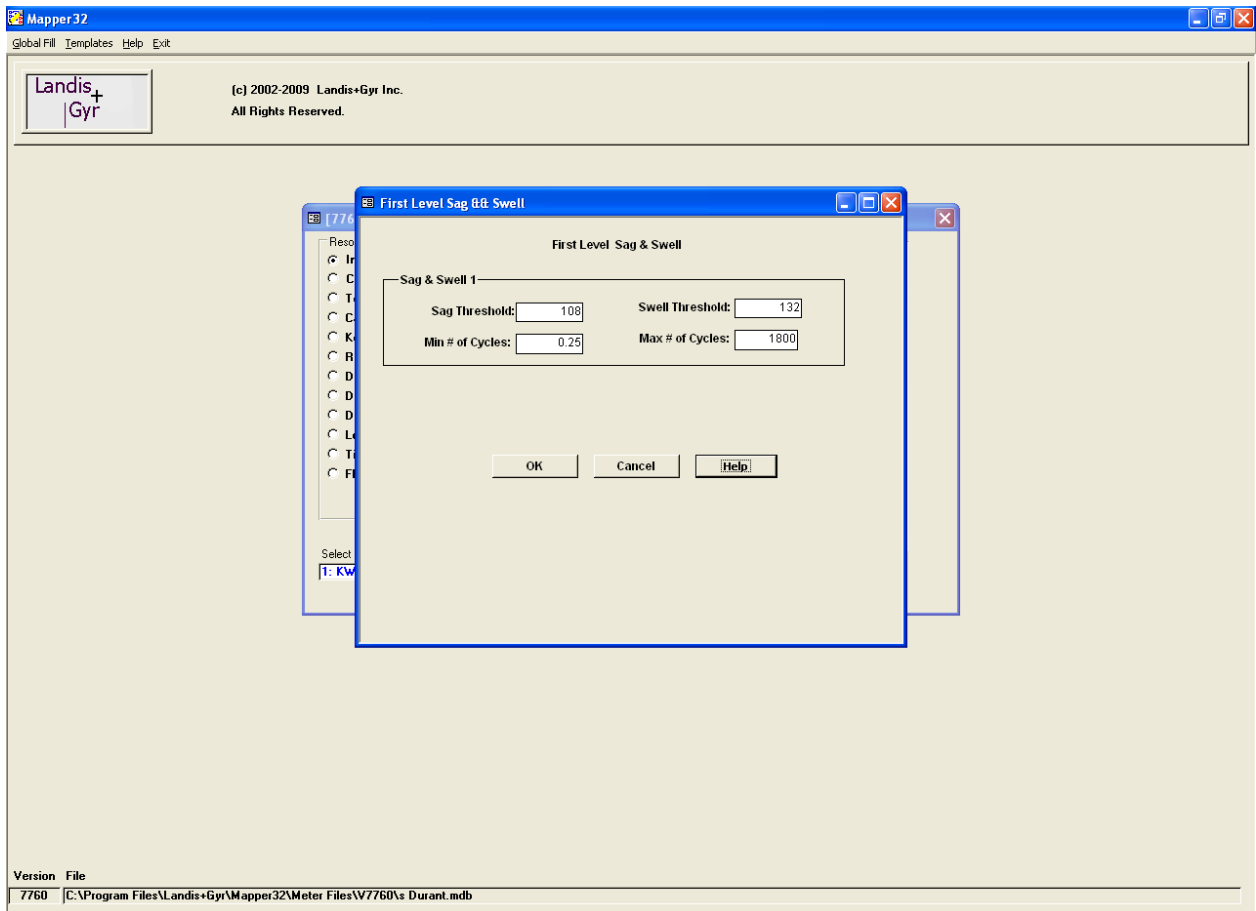 Mapper32
Global Fill Templates Help Exit
Landis+
|Gyr
(c) 2002-2009 Landis+Gyr Inc.
All Rights Reserved.
[776
First Level Sag && Swell
First Level Sag & Swell
Sag & Swell 1
Sag Threshold: 108 Swell Threshold: 132
Min # of Cycles: 0.25 Max # of Cycles: 1800
OK Cancel Help
Select
1: KW
Version File
7760 C:\Program Files\Landis+Gyr\Mapper32\Meter Files\V7760\s Durant.mdb